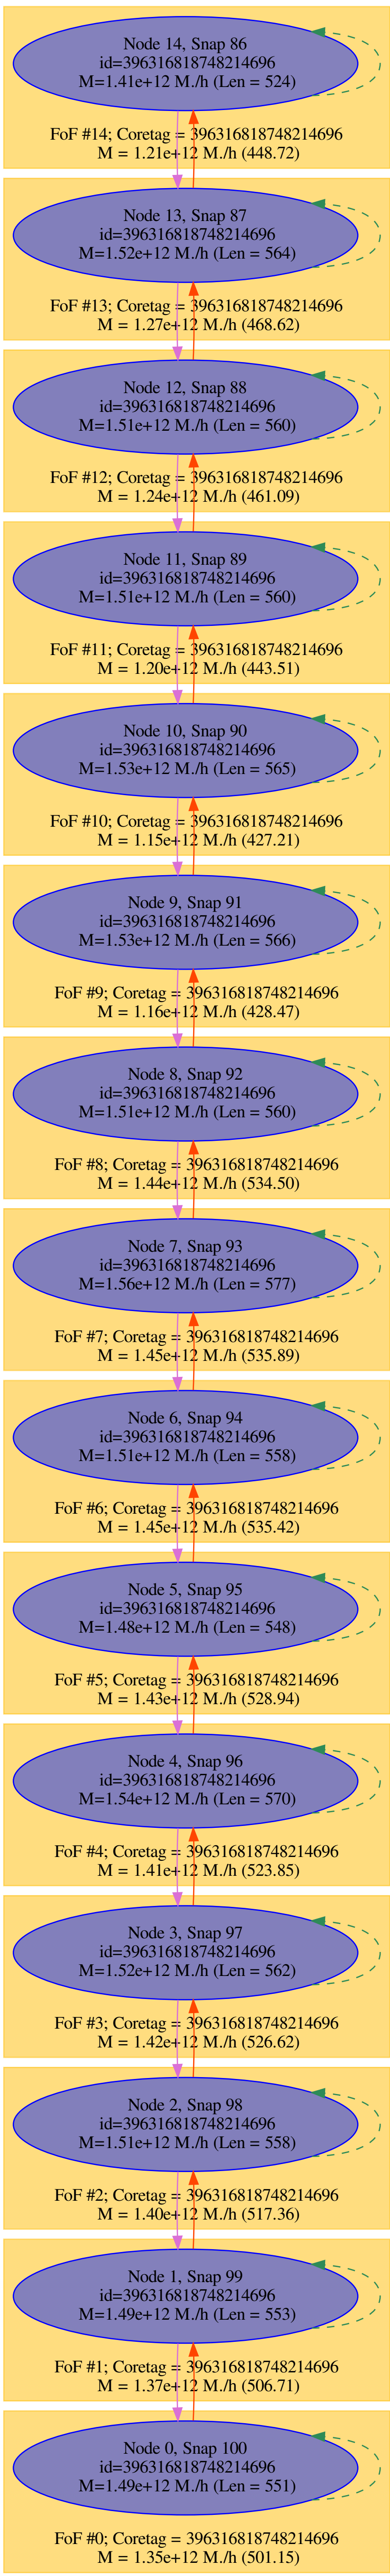 Node 14, Snap 86
id=396316818748214696
M=1.41e+12 M./h (Len = 524)
FoF #14; Coretag = 396316818748214696
M = 1.21e+12 M./h (448.72)
Node 13, Snap 87
id=396316818748214696
M=1.52e+12 M./h (Len = 564)
FoF #13; Coretag = 396316818748214696
M = 1.27e+12 M./h (468.62)
Node 12, Snap 88
id=396316818748214696
M=1.51e+12 M./h (Len = 560)
FoF #12; Coretag = 396316818748214696
M = 1.24e+12 M./h (461.09)
Node 11, Snap 89
id=396316818748214696
M=1.51e+12 M./h (Len = 560)
FoF #11; Coretag = 396316818748214696
M = 1.20e+12 M./h (443.51)
Node 10, Snap 90
id=396316818748214696
M=1.53e+12 M./h (Len = 565)
FoF #10; Coretag = 396316818748214696
M = 1.15e+12 M./h (427.21)
Node 9, Snap 91
id=396316818748214696
M=1.53e+12 M./h (Len = 566)
FoF #9; Coretag = 396316818748214696
M = 1.16e+12 M./h (428.47)
Node 8, Snap 92
id=396316818748214696
M=1.51e+12 M./h (Len = 560)
FoF #8; Coretag = 396316818748214696
M = 1.44e+12 M./h (534.50)
Node 7, Snap 93
id=396316818748214696
M=1.56e+12 M./h (Len = 577)
FoF #7; Coretag = 396316818748214696
M = 1.45e+12 M./h (535.89)
Node 6, Snap 94
id=396316818748214696
M=1.51e+12 M./h (Len = 558)
FoF #6; Coretag = 396316818748214696
M = 1.45e+12 M./h (535.42)
Node 5, Snap 95
id=396316818748214696
M=1.48e+12 M./h (Len = 548)
FoF #5; Coretag = 396316818748214696
M = 1.43e+12 M./h (528.94)
Node 4, Snap 96
id=396316818748214696
M=1.54e+12 M./h (Len = 570)
FoF #4; Coretag = 396316818748214696
M = 1.41e+12 M./h (523.85)
Node 3, Snap 97
id=396316818748214696
M=1.52e+12 M./h (Len = 562)
FoF #3; Coretag = 396316818748214696
M = 1.42e+12 M./h (526.62)
Node 2, Snap 98
id=396316818748214696
M=1.51e+12 M./h (Len = 558)
FoF #2; Coretag = 396316818748214696
M = 1.40e+12 M./h (517.36)
Node 1, Snap 99
id=396316818748214696
M=1.49e+12 M./h (Len = 553)
FoF #1; Coretag = 396316818748214696
M = 1.37e+12 M./h (506.71)
Node 0, Snap 100
id=396316818748214696
M=1.49e+12 M./h (Len = 551)
FoF #0; Coretag = 396316818748214696
M = 1.35e+12 M./h (501.15)